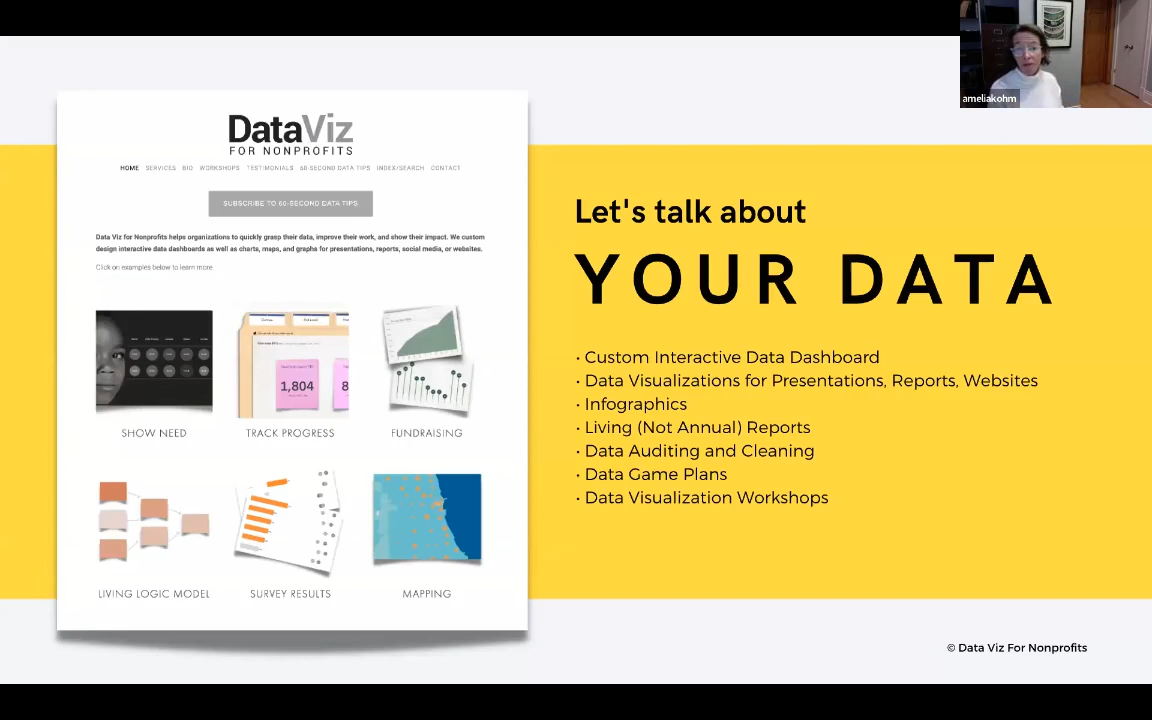 ameliakohm
DataViz
FOR NONPROFITS
HOME SERVICES BIO WORKSHOPS TESTIMONIALS 60-SECOND DATA TIPS INDEX/SEARCH CONTACT
SUBSCRIBE TO 60-SECOND DATA TIPS
Data Viz for Nonprofits helps organizations to quickly grasp their data, improve their work, and show their impact. We custom
design interactive data dashboards as well as charts, maps, and graphs for presentations, reports, social media, or websites.
Click on examples below to learn more
1,804
8
SHOW NEED TRACK PROGRESS FUNDRAISING
LIVING LOGIC MODEL SURVEY RESULTS MAPPING
Let's talk about
YOUR DATA
• Custom Interactive Data Dashboard
• Data Visualizations for Presentations, Reports, Websites
• Infographics
• Living (Not Annual) Reports
• Data Auditing and Cleaning
• Data Game Plans
• Data Visualization Workshops
© Data Viz For Nonprofits